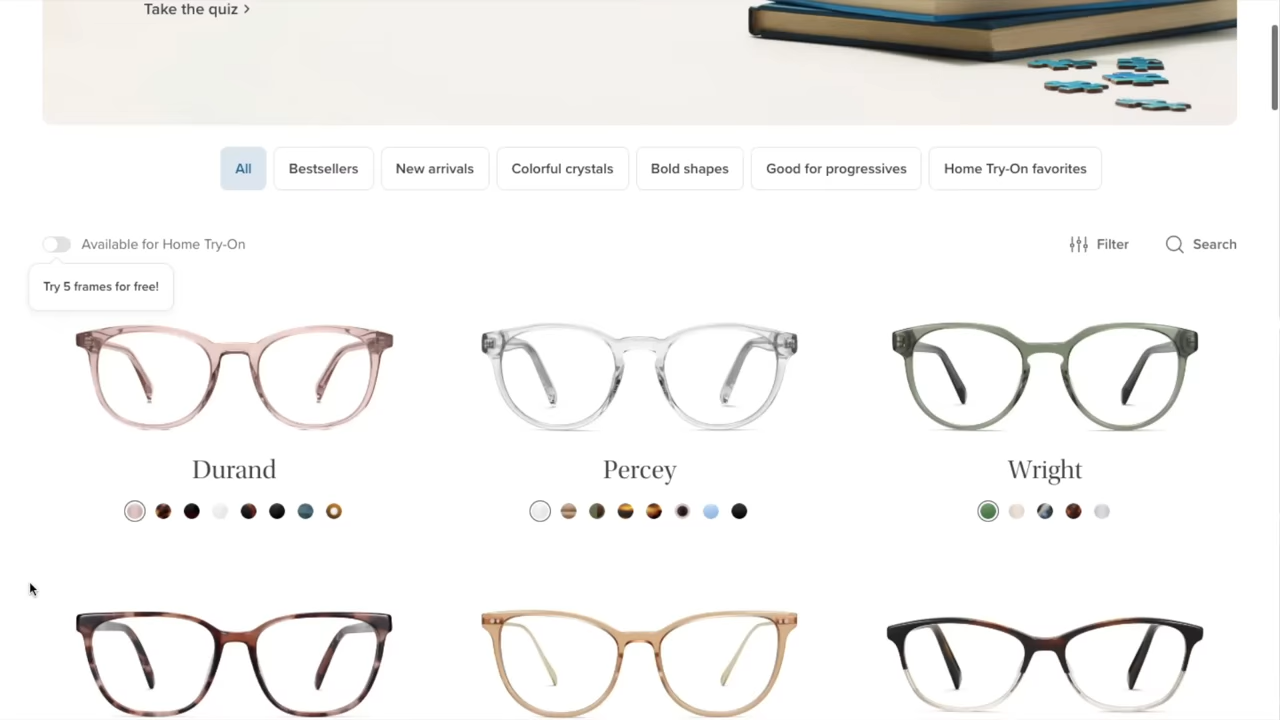 Take the quiz >
All
Bestsellers
New arrivals
Colorful crystals
Bold shapes
Good for progressives
Home Try-On favorites
Available for Home Try-On
Filter
Search
Try 5 frames for free!
Durand
Percey
Wright